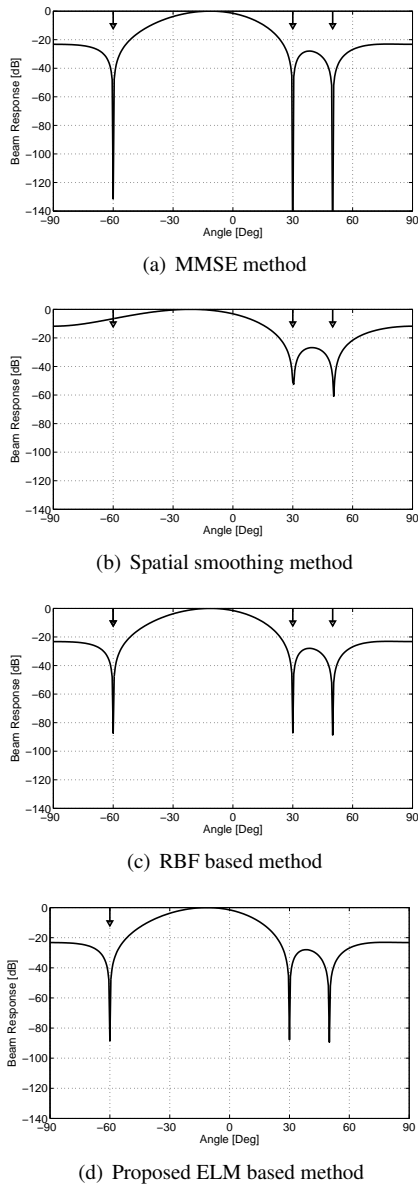 0
−20
−40
−60
−80
−100
−120
−140
Beam Response [dB]
−90 −60 −30 0 30 60 90
Angle [Deg]
(a) MMSE method
0
−20
−40
−60
−80
−100
−120
−140
Beam Response [dB]
−90 −60 −30 0 30 60 90
Angle [Deg]
(b) Spatial smoothing method
0
−20
−40
−60
−80
−100
−120
−140
Beam Response [dB]
−90 −60 −30 0 30 60 90
Angle [Deg]
(c) RBF based method
0
−20
−40
−60
−80
−100
−120
−140
Beam Response [dB]
−90 −60 −30 0 30 60 90
Angle [Deg]
(d) Proposed ELM based method